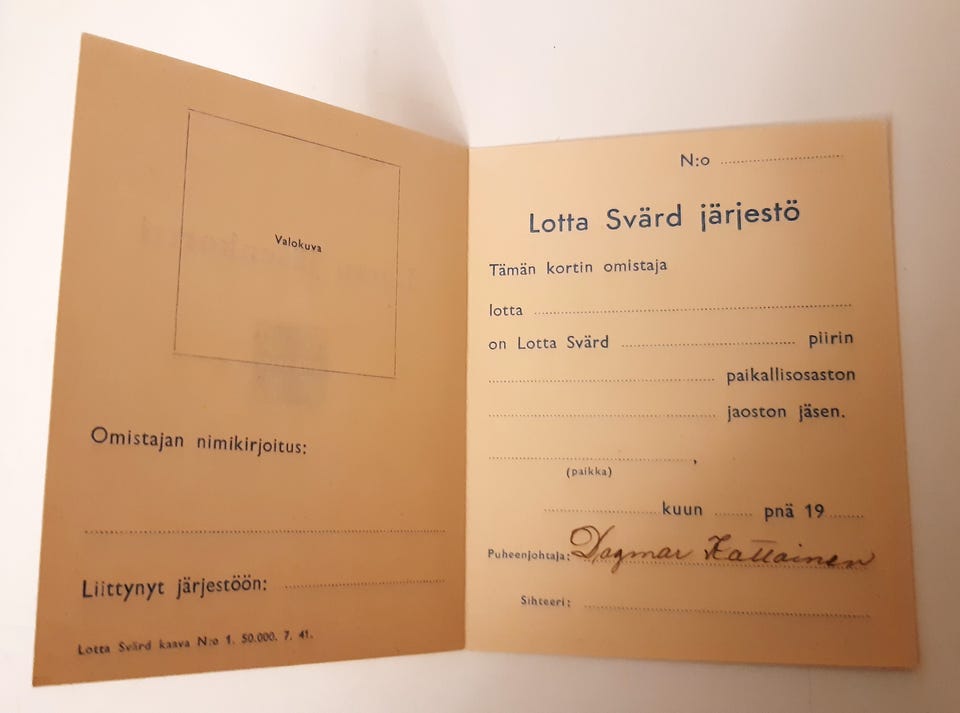 Valokuva
Omistajan nimikirjoitus:
Liittynyt järjestöön:
Lotta Svärd kaava N:o 1. 50.000. 7. 41.
N:o
Lotta Svärd järjestö
Tämän kortin omistaja
lotta
on Lotta Svärd piirin
paikallisosaston
jaoston jäsen.
,
(paikka)
kuun pnä 19
Puheenjohtaja: Dagmar Kattainen
Sihteeri: